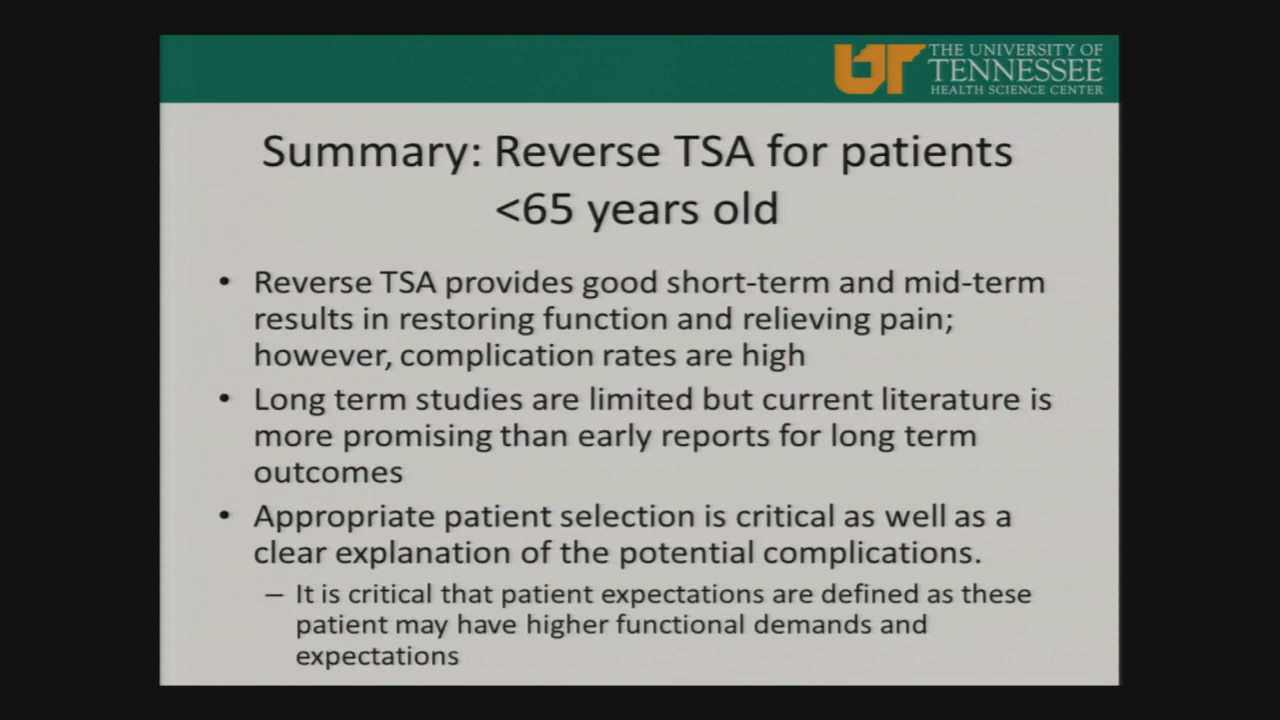 THE UNIVERSITY OF
TENNESSEE
HEALTH SCIENCE CENTER
Summary: Reverse TSA for patients
<65 years old
• Reverse TSA provides good short-term and mid-term
results in restoring function and relieving pain;
however, complication rates are high
• Long term studies are limited but current literature is
more promising than early reports for long term
outcomes
• Appropriate patient selection is critical as well as a
clear explanation of the potential complications.
– It is critical that patient expectations are defined as these
patient may have higher functional demands and
expectations